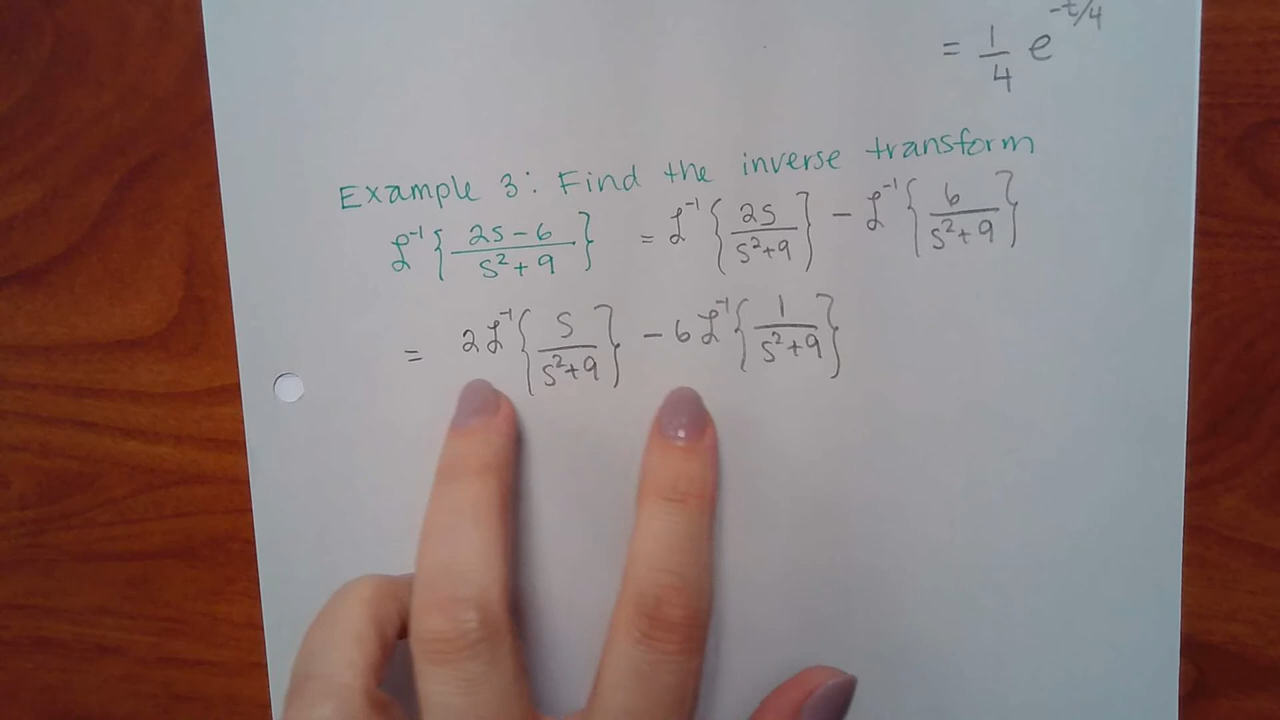 = 1/4 e^{-t/4}
Example 3: Find the inverse transform
ℒ⁻¹{(2s-6)/(s²+9)} = ℒ⁻¹{2s/(s²+9)} - ℒ⁻¹{6/(s²+9)}
= 2ℒ⁻¹{s/(s²+9)} - 6ℒ⁻¹{1/(s²+9)}